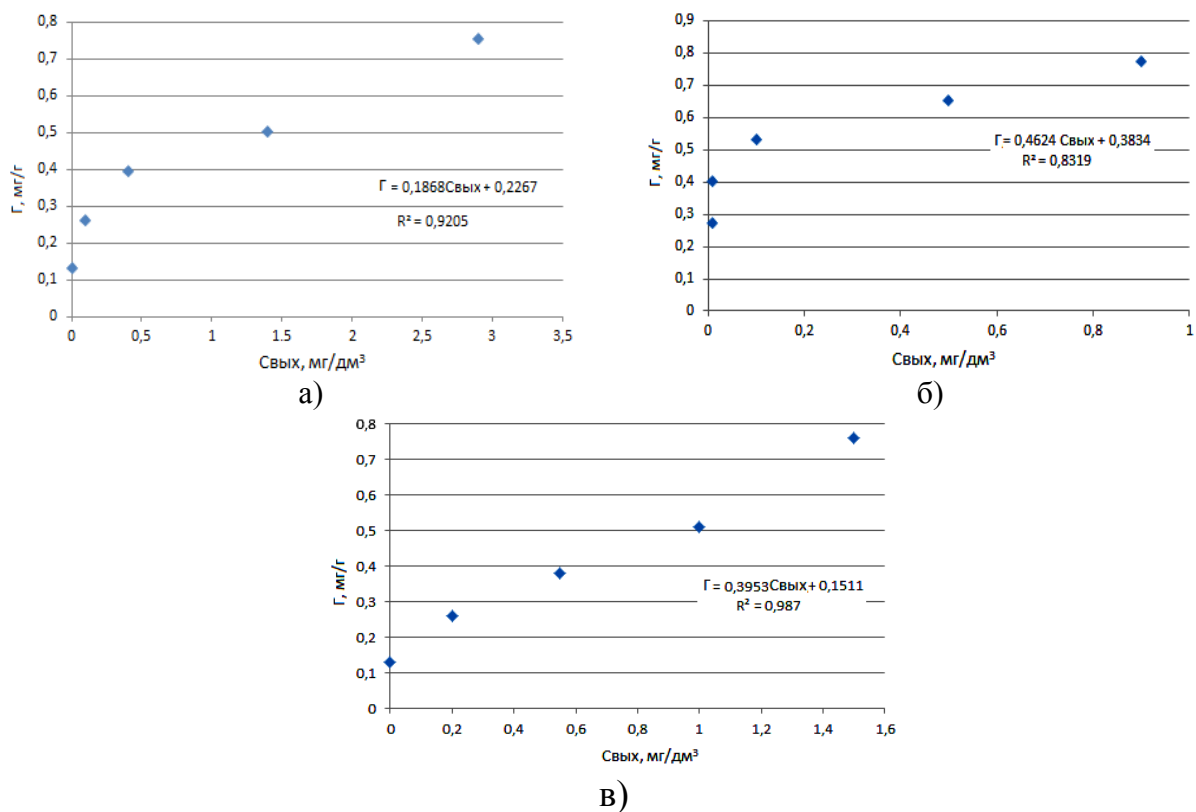 0,8
0,7
0,6
0,5
0,4
0,3
0,2
0,1
0
Г, мг/г
Г = 0,1868Свых + 0,2267
R² = 0,9205
0 0,5 1 1.5 2 2,5 3 3,5
Свых, мг/дм³
а)
0,9
0,8
0,7
0,6
0,5
0,4
0,3
0,2
0,1
0
Г, мг/г
Г = 0,4624 Свых + 0,3834
R² = 0,8319
0 0,2 0,4 0,6 0,8 1
Свых, мг/дм³
б)
0,8
0,7
0,6
0,5
0,4
0,3
0,2
0,1
0
Г, мг/г
Г = 0,3953Свых + 0,1511
R² = 0,987
0 0,2 0,4 0,6 0,8 1 1,2 1,4 1,6
Свых, мг/дм³
в)